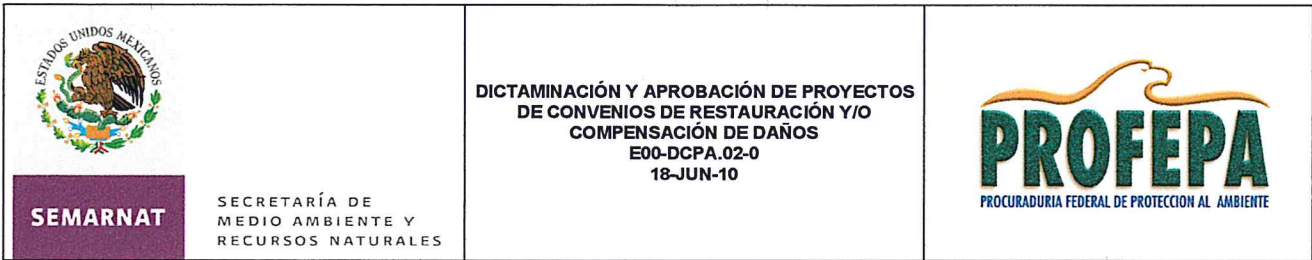 ESTADOS UNIDOS MEXICANOS
SEMARNAT
SECRETARÍA DE
MEDIO AMBIENTE Y
RECURSOS NATURALES
DICTAMINACIÓN Y APROBACIÓN DE PROYECTOS
DE CONVENIOS DE RESTAURACIÓN Y/O
COMPENSACIÓN DE DAÑOS
E00-DCPA.02-0
18-JUN-10
PROFEPA
PROCURADURIA FEDERAL DE PROTECCION AL AMBIENTE